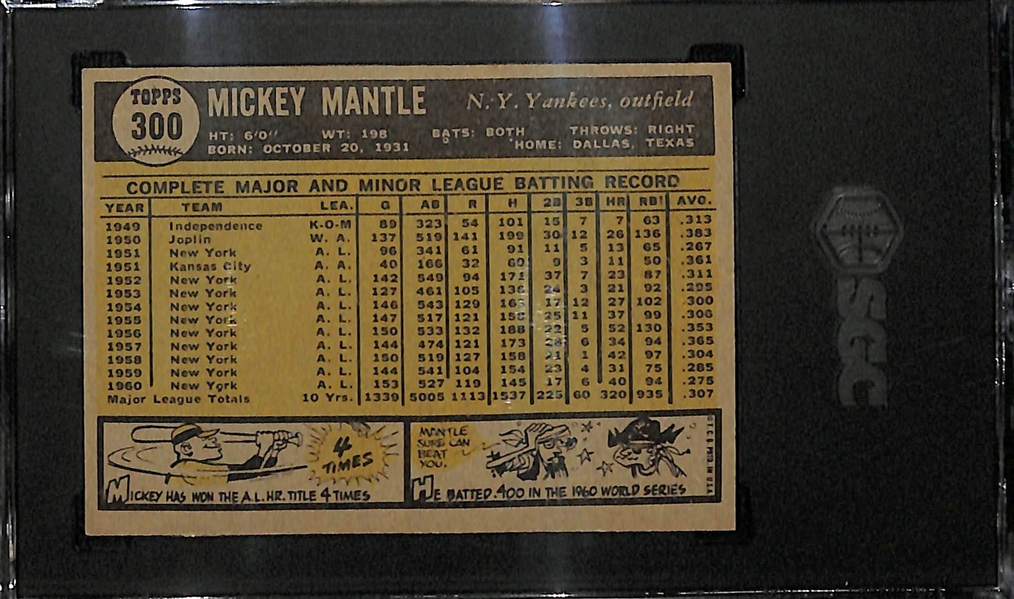 TOPPS
300
MICKEY MANTLE N. Y. Yankees, outfield
HT: 6'0" WT: 198 BATS: BOTH THROWS: RIGHT
BORN: OCTOBER 20, 1931 HOME: DALLAS, TEXAS
COMPLETE MAJOR AND MINOR LEAGUE BATTING RECORD
YEAR TEAM LEA. G AB R H 2B 3B HR RBI AVG.
1949 Independence K-O-M 89 323 54 101 15 7 7 63 .313
1950 Joplin W. A. 137 519 141 199 30 12 26 136 .383
1951 New York A. L. 96 341 61 91 11 5 13 65 .267
1951 Kansas City A. A. 40 166 32 60 9 3 11 50 .361
1952 New York A. L. 142 549 94 171 37 7 23 87 .311
1953 New York A. L. 127 461 105 136 24 3 21 92 .295
1954 New York A. L. 146 543 129 163 17 12 27 102 .300
1955 New York A. L. 147 517 121 158 25 11 37 99 .306
1956 New York A. L. 150 533 132 188 22 5 52 130 .353
1957 New York A. L. 144 474 121 173 28 6 34 94 .365
1958 New York A. L. 150 519 127 158 21 1 42 97 .304
1959 New York A. L. 144 541 104 154 23 4 31 75 .285
1960 New York A. L. 153 527 119 145 17 6 40 94 .275
Major League Totals 10 Yrs. 1339 5005 1113 1537 225 60 320 935 .307
4
TIMES
MICKEY HAS WON THE A.L. HR. TITLE 4 TIMES
MANTLE
SURE CAN
BEAT
YOU.
HE BATTED .400 IN THE 1960 WORLD SERIES
SGC